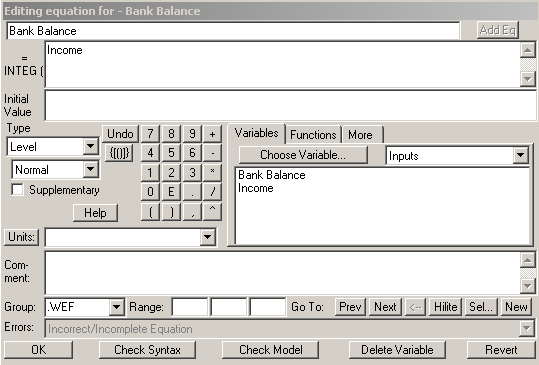 Editing equation for - Bank Balance
Bank Balance Add Eq
= Income
INTEG (
Initial
Value
Type
Level
Normal
Supplementary
Help
Undo 7 8 9 +
{[()]} 4 5 6 -
1 2 3 *
0 E . /
( ) , ^
Variables Functions More
Choose Variable... Inputs
Bank Balance
Income
Units:
Com-
ment:
Group: .WEF Range: Go To: Prev Next <-- Hilite Sel... New
Errors: Incorrect/Incomplete Equation
OK Check Syntax Check Model Delete Variable Revert